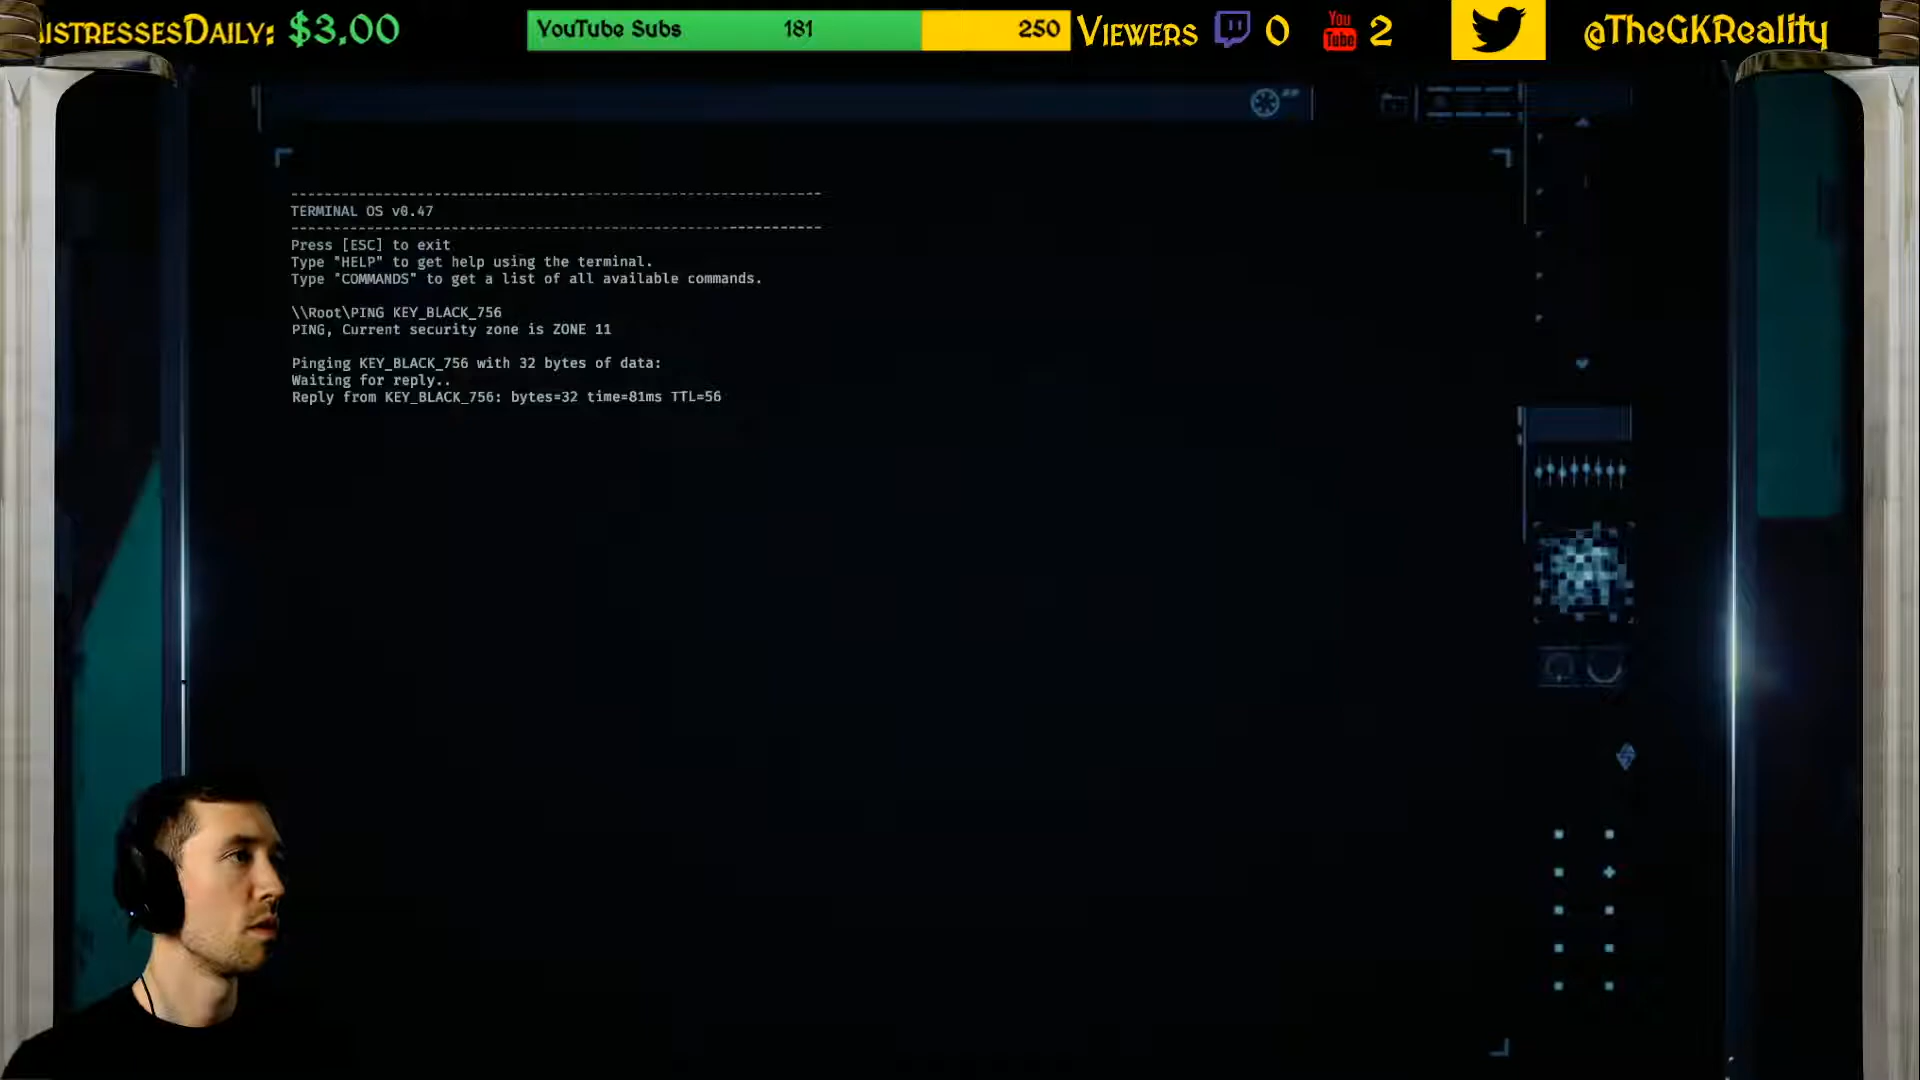 ISTRESSESDAILY: $3.00
YouTube Subs 181 250
VIEWERS 0 You Tube 2
@TheGKReality
TERMINAL OS v0.47
Press [ESC] to exit
Type "HELP" to get help using the terminal.
Type "COMMANDS" to get a list of all available commands.
\\Root\PING KEY_BLACK_756
PING, Current security zone is ZONE 11
Pinging KEY_BLACK_756 with 32 bytes of data:
Waiting for reply..
Reply from KEY_BLACK_756: bytes=32 time=81ms TTL=56